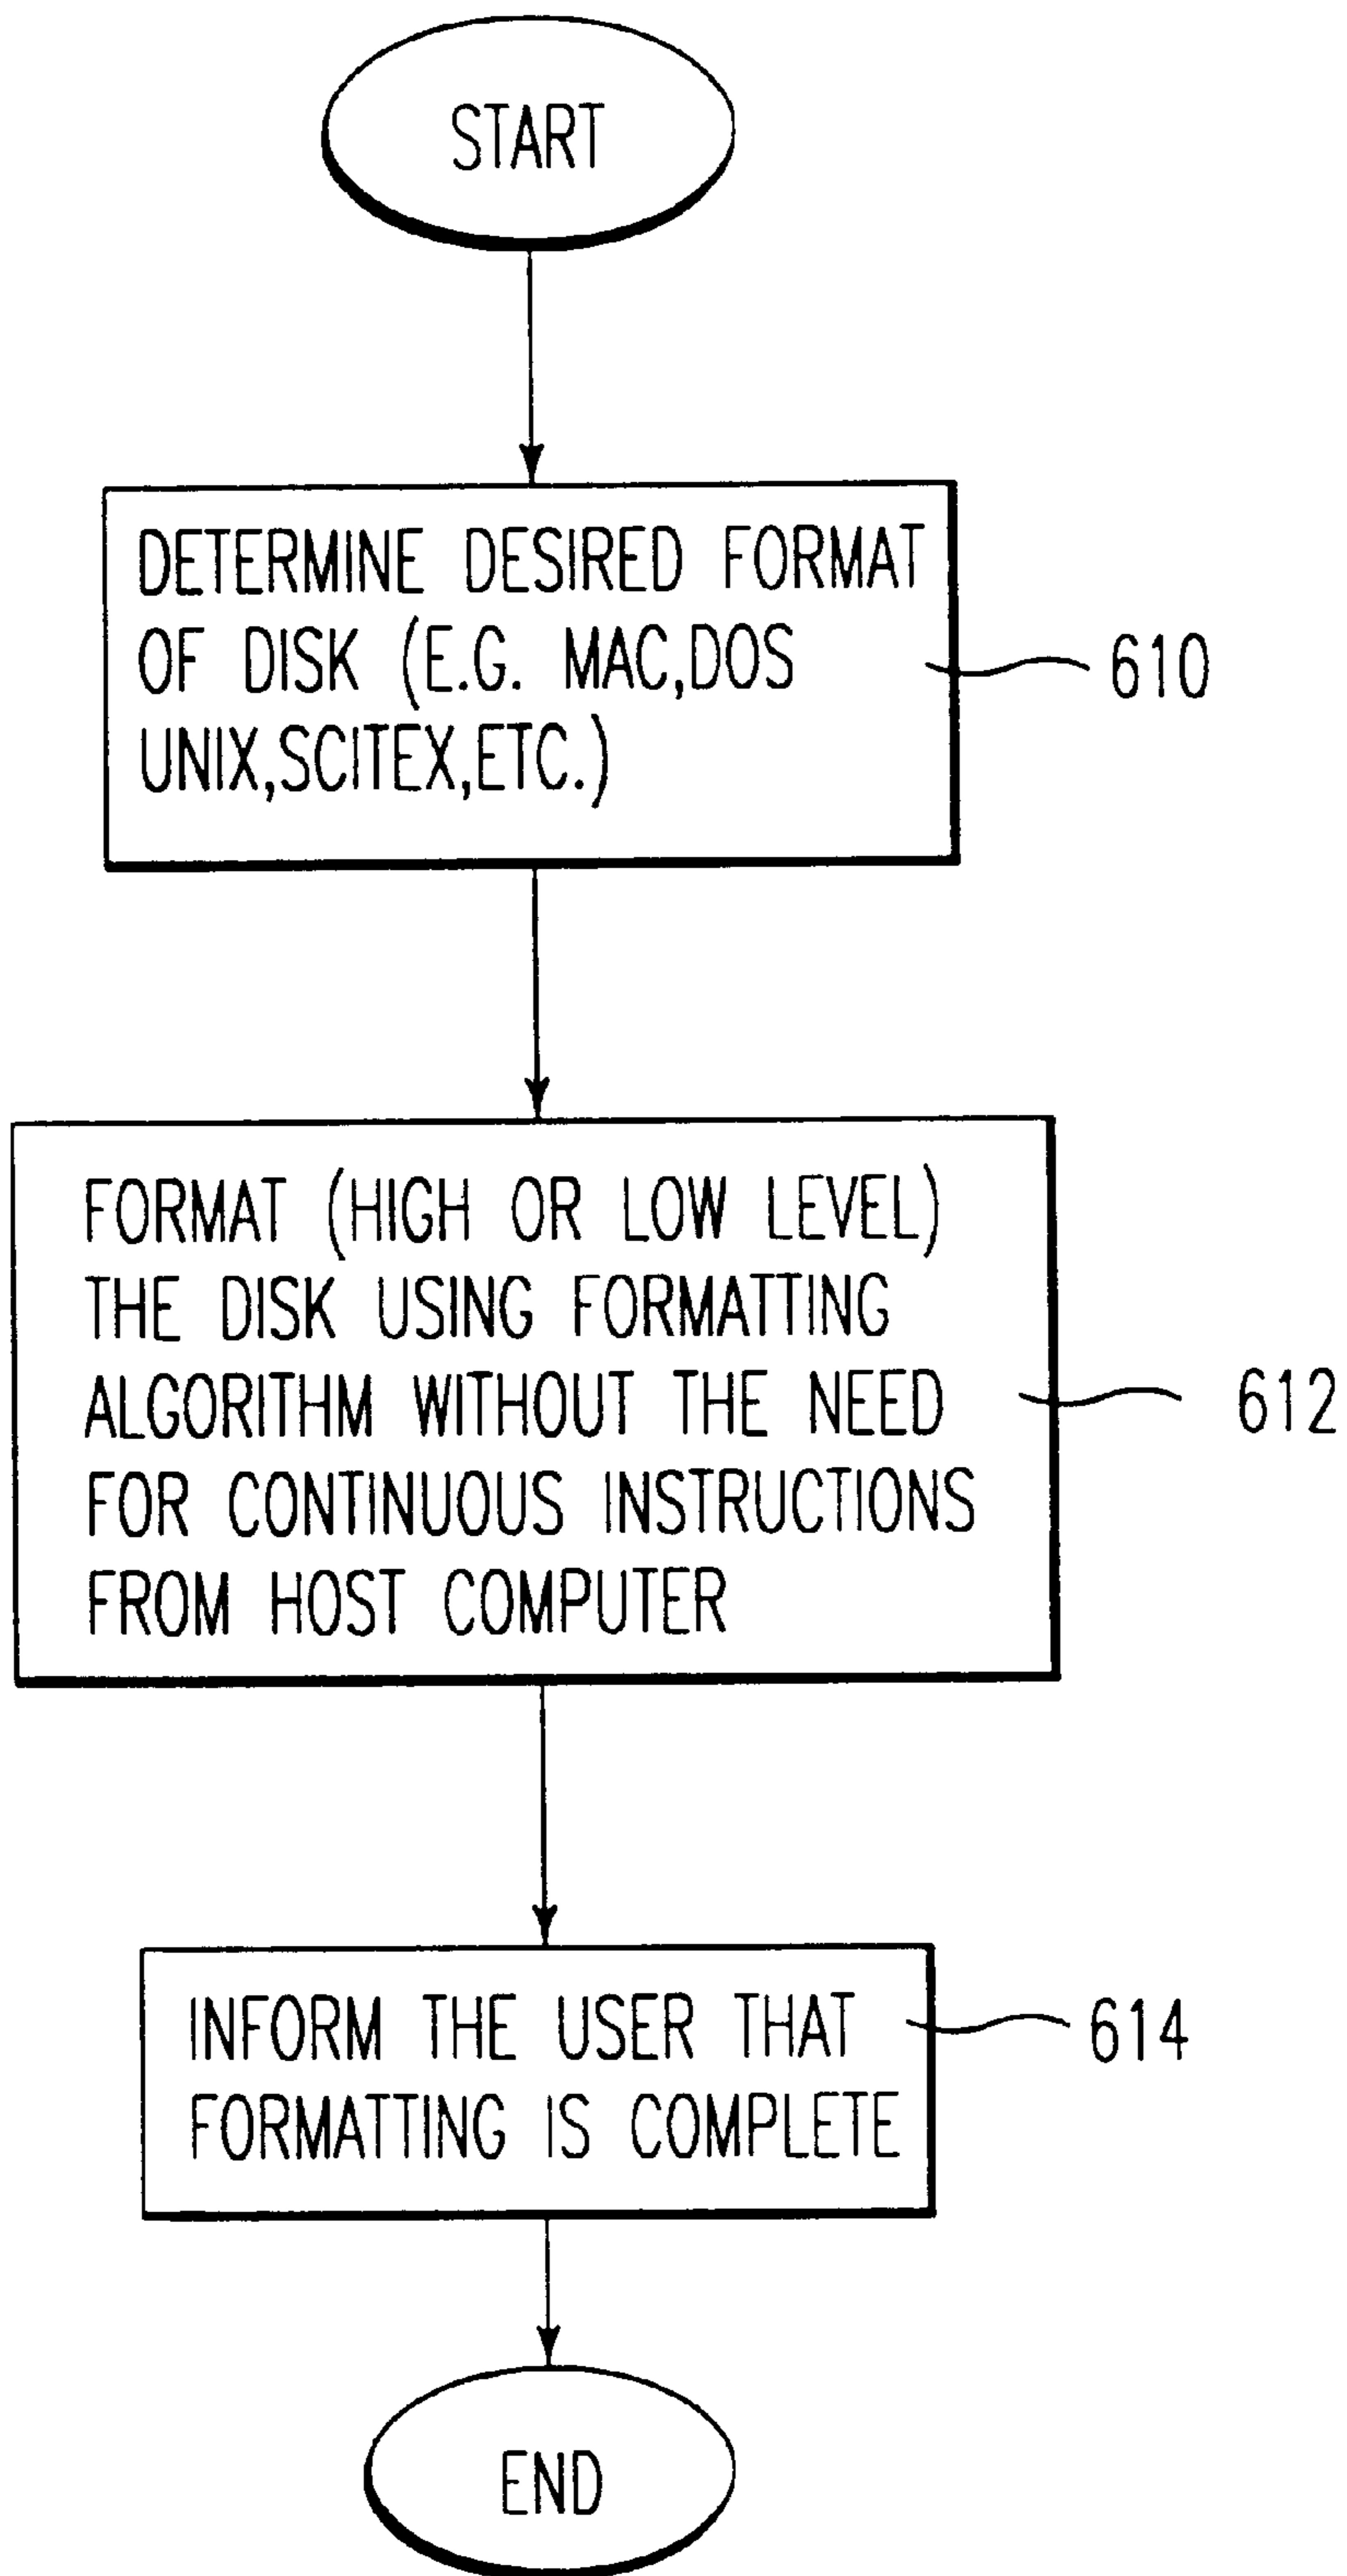 START
DETERMINE DESIRED FORMAT
OF DISK (E.G. MAC,DOS
UNIX,SCITEX,ETC.)
610
FORMAT (HIGH OR LOW LEVEL)
THE DISK USING FORMATTING
ALGORITHM WITHOUT THE NEED
FOR CONTINUOUS INSTRUCTIONS
FROM HOST COMPUTER
612
INFORM THE USER THAT
FORMATTING IS COMPLETE
614
END